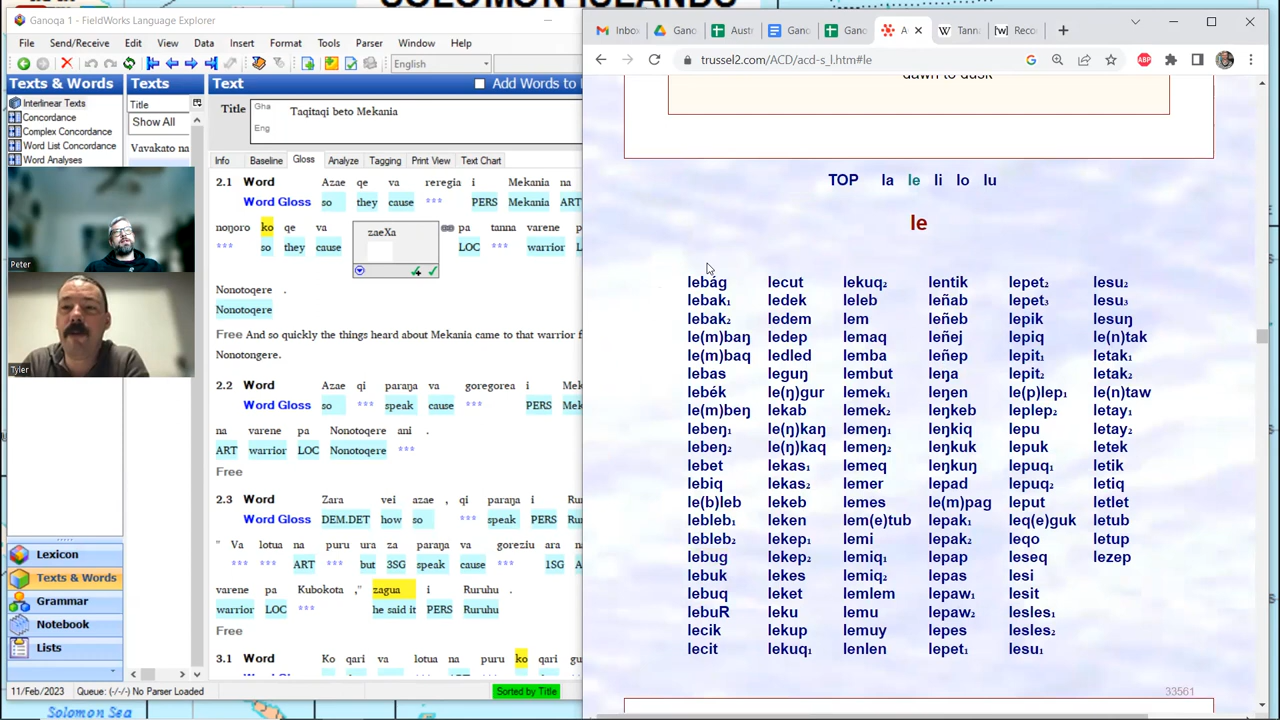 SOLOMON ISLANDS
Ganoqa 1 - FieldWorks Language Explorer
File Send/Receive Edit View Data Insert Format Tools Parser Window Help
English
Texts & Words
Interlinear Texts
Concordance
Complex Concordance
Word List Concordance
Word Analyses
Peter
Tyler
Lexicon
Texts & Words
Grammar
Notebook
Lists
Texts
Title
Show All
Vavakato na
Text
Add Words to
Title Gha Taqitaqi beto Mekania
Eng
Info Baseline Gloss Analyze Tagging Print View Text Chart
2.1 Word Azae qe va reregia i Mekania na
Word Gloss so they cause *** PERS Mekania ART
noŋoro ko qe va zaeXa pa tanna varene
*** so they cause LOC *** warrior
Nonotoqere .
Nonotoqere
Free And so quickly the things heard about Mekania came to that warrior
Nonotongere.
2.2 Word Azae qi paraŋa va goregorea i
Word Gloss so *** speak cause *** PERS
na varene pa Nonotoqere ani .
ART warrior LOC Nonotoqere ***
Free
2.3 Word Zara vei azae , qi paraŋa i
Word Gloss DEM.DET how so *** speak PERS
" Va lotua na puru ura za paraŋa va goreziu ara na
*** *** ART *** but 3SG speak cause *** 1SG
varene pa Kubokota ," zagua i Ruruhu .
warrior LOC *** he said it PERS Ruruhu
Free
3.1 Word Ko qari va lotua na puru ko qari
11/Feb/2023 Queue: (-/-/-) No Parser Loaded Sorted by Title
Solomon Sea
trussel2.com/ACD/acd-s_l.htm#le
dawn to dusk
TOP la le li lo lu
le
lebág lecut lekuq2 lentik lepet2 lesu2
lebak1 ledek leleb leñab lepet3 lesu3
lebak2 ledem lem leñeb lepik lesuŋ
le(m)baŋ ledep lemaq leñej lepiq le(n)tak
le(m)baq ledled lemba leñep lepit1 letak1
lebas leguŋ lembut leŋa lepit2 letak2
lebék le(ŋ)gur lemek1 leŋen le(p)lep1 le(n)taw
le(m)beŋ lekab lemek2 leŋkeb leplep2 letay1
lebeŋ1 le(ŋ)kaŋ lemeŋ1 leŋkiq lepu letay2
lebeŋ2 le(ŋ)kaq lemeŋ2 leŋkuk lepuk letek
lebet lekas1 lemeq leŋkuŋ lepuq1 letik
lebiq lekas2 lemer lepad lepuq2 letiq
le(b)leb lekeb lemes le(m)pag leput letlet
lebleb1 leken lem(e)tub lepak1 leq(e)guk letub
lebleb2 lekep1 lemi lepak2 leqo letup
lebug lekep2 lemiq1 lepap leseq lezep
lebuk lekes lemiq2 lepas lesi
lebuq leket lemlem lepaw1 lesit
lebuR leku lemu lepaw2 lesles1
lecik lekup lemuy lepes lesles2
lecit lekuq1 lenlen lepet1 lesu1
33561